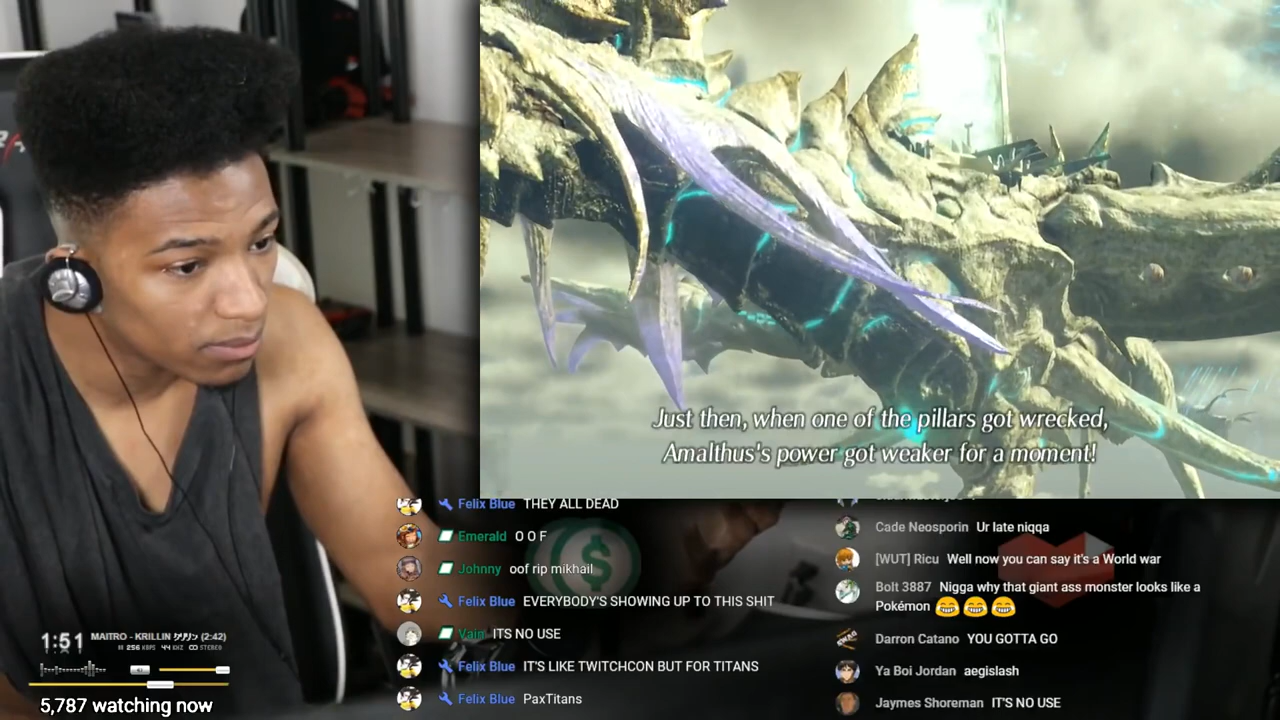 Just then, when one of the pillars got wrecked,
Amalthus's power got weaker for a moment!
Felix Blue THEY ALL DEAD
Emerald O O F
Johnny oof rip mikhail
Felix Blue EVERYBODY'S SHOWING UP TO THIS SHIT
Vain ITS NO USE
Felix Blue IT'S LIKE TWITCHCON BUT FOR TITANS
Felix Blue PaxTitans
Cade Neosporin Ur late niqqa
[WUT] Ricu Well now you can say it's a World war
Bolt 3887 Nigga why that giant ass monster looks like a
Pokémon 😂😂😂
Darron Catano YOU GOTTA GO
Ya Boi Jordan aegislash
Jaymes Shoreman IT'S NO USE
1:51 MAITRO - KRILLIN クリリン (2:42)
256 KBPS 44 KHZ STEREO
5,787 watching now